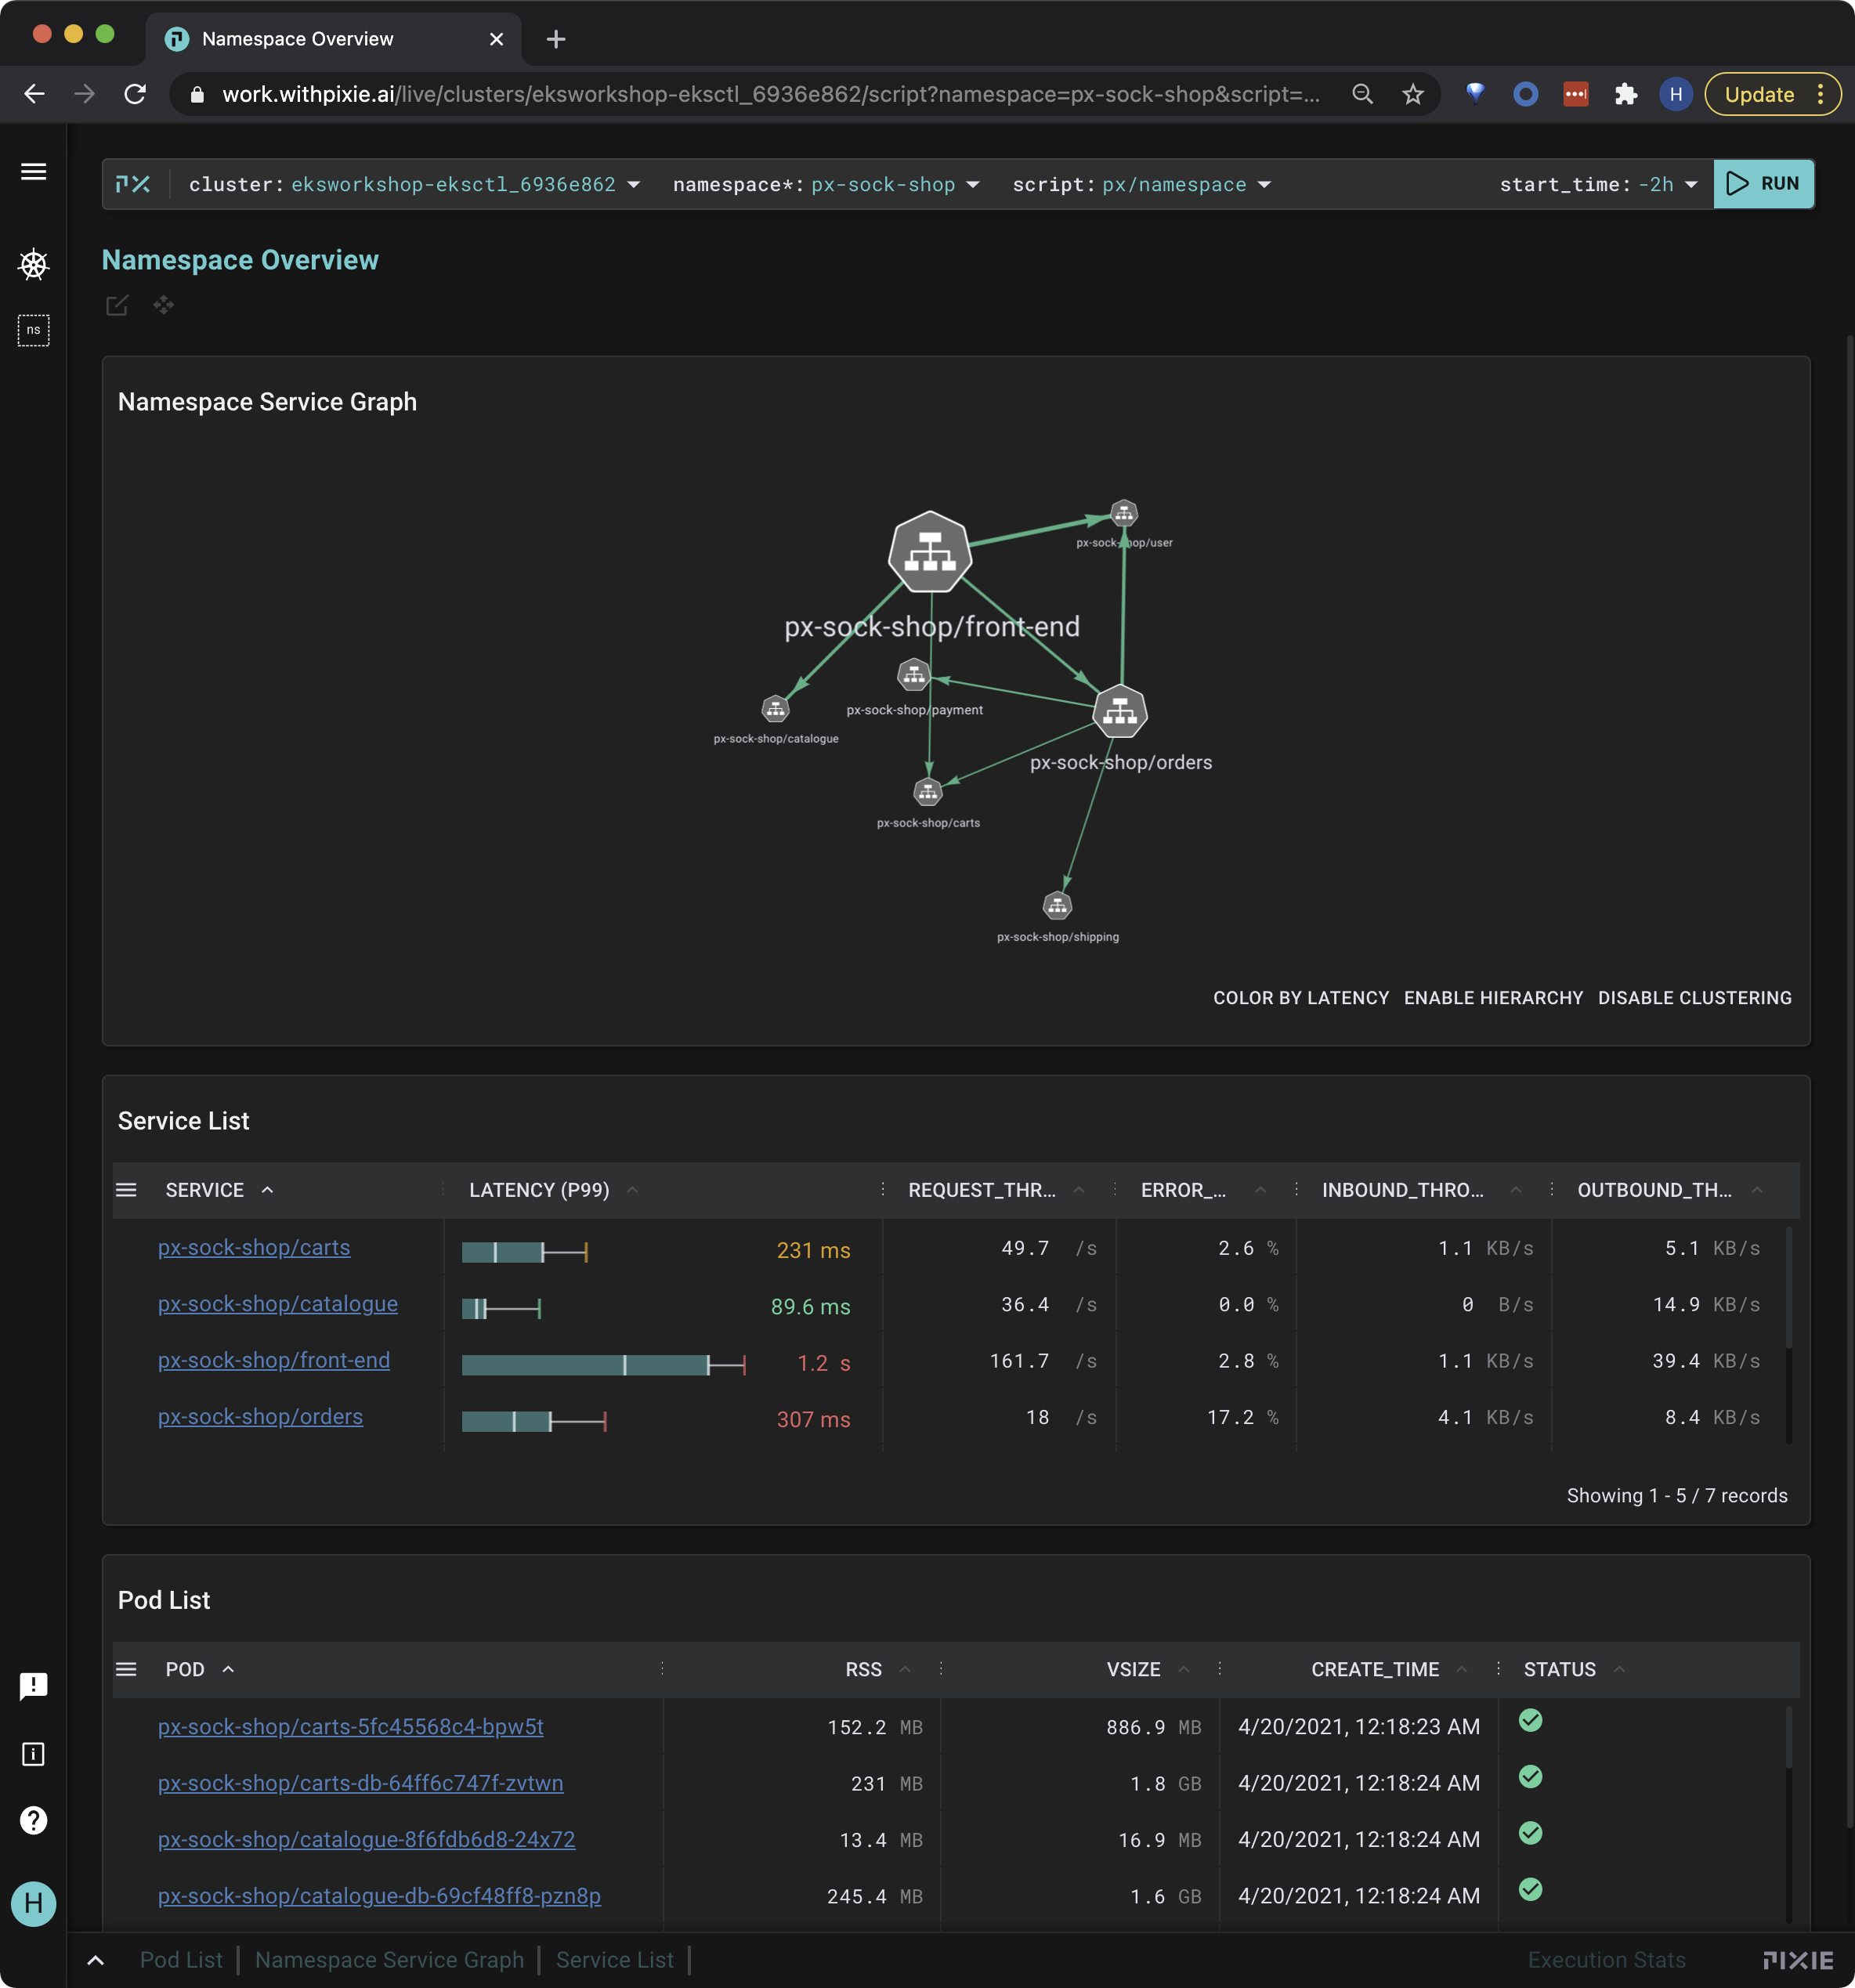 Namespace Overview
work.withpixie.ai/live/clusters/eksworkshop-eksctl_6936e862/script?namespace=px-sock-shop&script=...
H
Update
cluster: eksworkshop-eksctl_6936e862 namespace*: px-sock-shop script: px/namespace start_time: -2h RUN
Namespace Overview
ns
Namespace Service Graph
px-sock-shop/user
px-sock-shop/front-end
px-sock-shop/payment
px-sock-shop/catalogue
px-sock-shop/orders
px-sock-shop/carts
px-sock-shop/shipping
COLOR BY LATENCY ENABLE HIERARCHY DISABLE CLUSTERING
Service List
SERVICE LATENCY (P99) REQUEST_THR... ERROR_... INBOUND_THRO... OUTBOUND_TH...
px-sock-shop/carts 231 ms 49.7 /s 2.6 % 1.1 KB/s 5.1 KB/s
px-sock-shop/catalogue 89.6 ms 36.4 /s 0.0 % 0 B/s 14.9 KB/s
px-sock-shop/front-end 1.2 s 161.7 /s 2.8 % 1.1 KB/s 39.4 KB/s
px-sock-shop/orders 307 ms 18 /s 17.2 % 4.1 KB/s 8.4 KB/s
Showing 1 - 5 / 7 records
Pod List
POD RSS VSIZE CREATE_TIME STATUS
px-sock-shop/carts-5fc45568c4-bpw5t 152.2 MB 886.9 MB 4/20/2021, 12:18:23 AM
px-sock-shop/carts-db-64ff6c747f-zvtwn 231 MB 1.8 GB 4/20/2021, 12:18:24 AM
px-sock-shop/catalogue-8f6fdb6d8-24x72 13.4 MB 16.9 MB 4/20/2021, 12:18:24 AM
px-sock-shop/catalogue-db-69cf48ff8-pzn8p 245.4 MB 1.6 GB 4/20/2021, 12:18:24 AM
H
Pod List | Namespace Service Graph | Service List | Execution Stats PIXIE